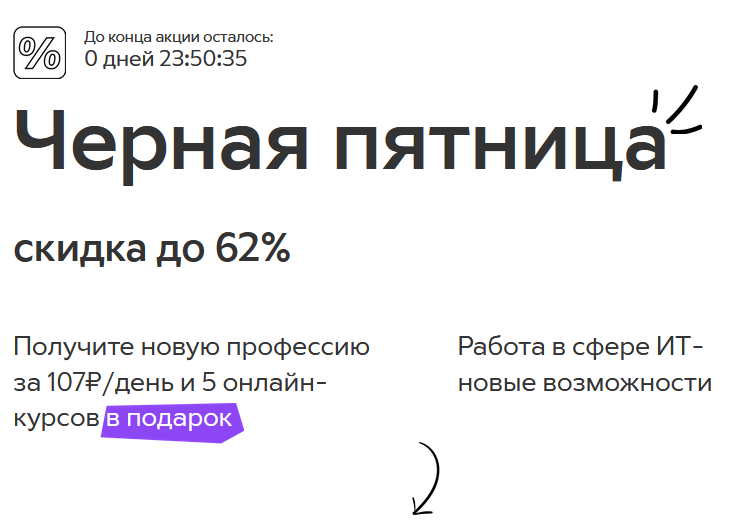 %
До конца акции осталось:
0 дней 23:50:35
Черная пятница
скидка до 62%
Получите новую профессию
за 107₽/день и 5 онлайн-
курсов в подарок
Работа в сфере ИТ-
новые возможности